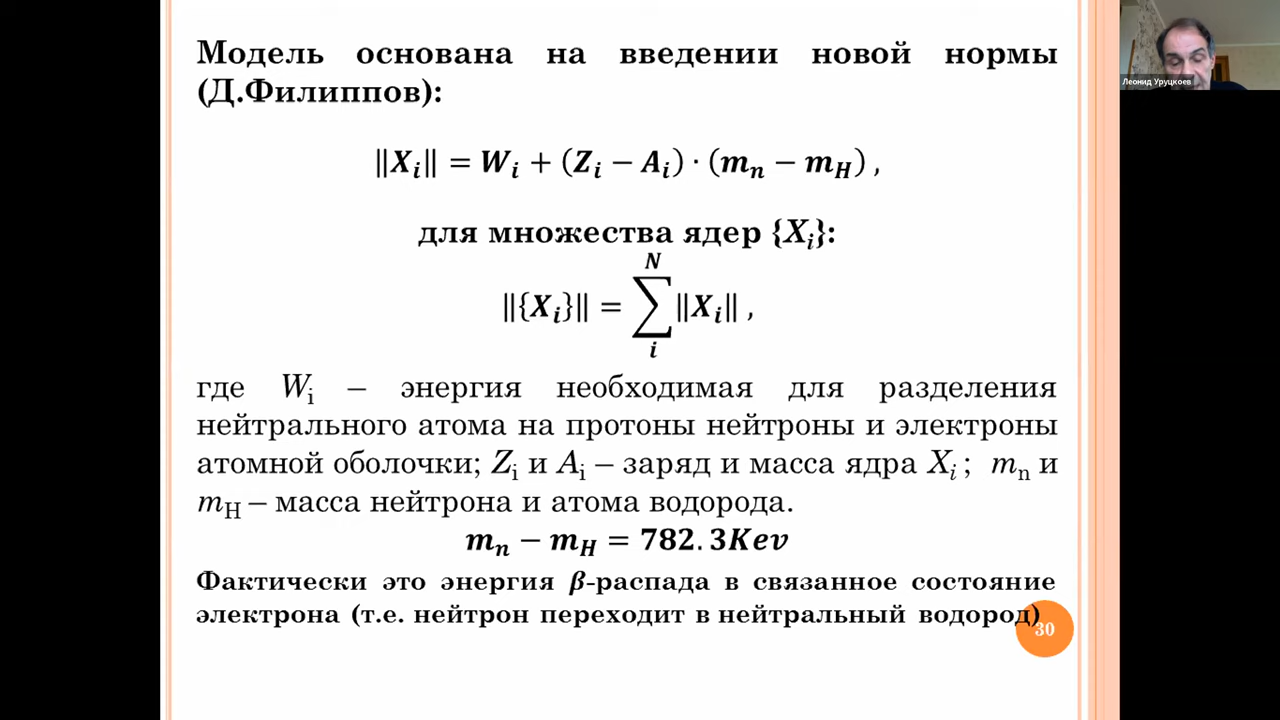 Модель основана на введении новой нормы
(Д.Филиппов):
‖Xᵢ‖ = Wᵢ + (Zᵢ − Aᵢ) · (mₙ − m_H) ,
для множества ядер {Xᵢ}:
‖{Xᵢ}‖ = ∑ᵢᴺ ‖Xᵢ‖ ,
где Wᵢ – энергия необходимая для разделения
нейтрального атома на протоны нейтроны и электроны
атомной оболочки; Zᵢ и Aᵢ – заряд и масса ядра Xᵢ ; mₙ и
m_H – масса нейтрона и атома водорода.
mₙ − m_H = 782.3Kev
Фактически это энергия β-распада в связанное состояние
электрона (т.е. нейтрон переходит в нейтральный водород)
30
Леонид Уруцкоев